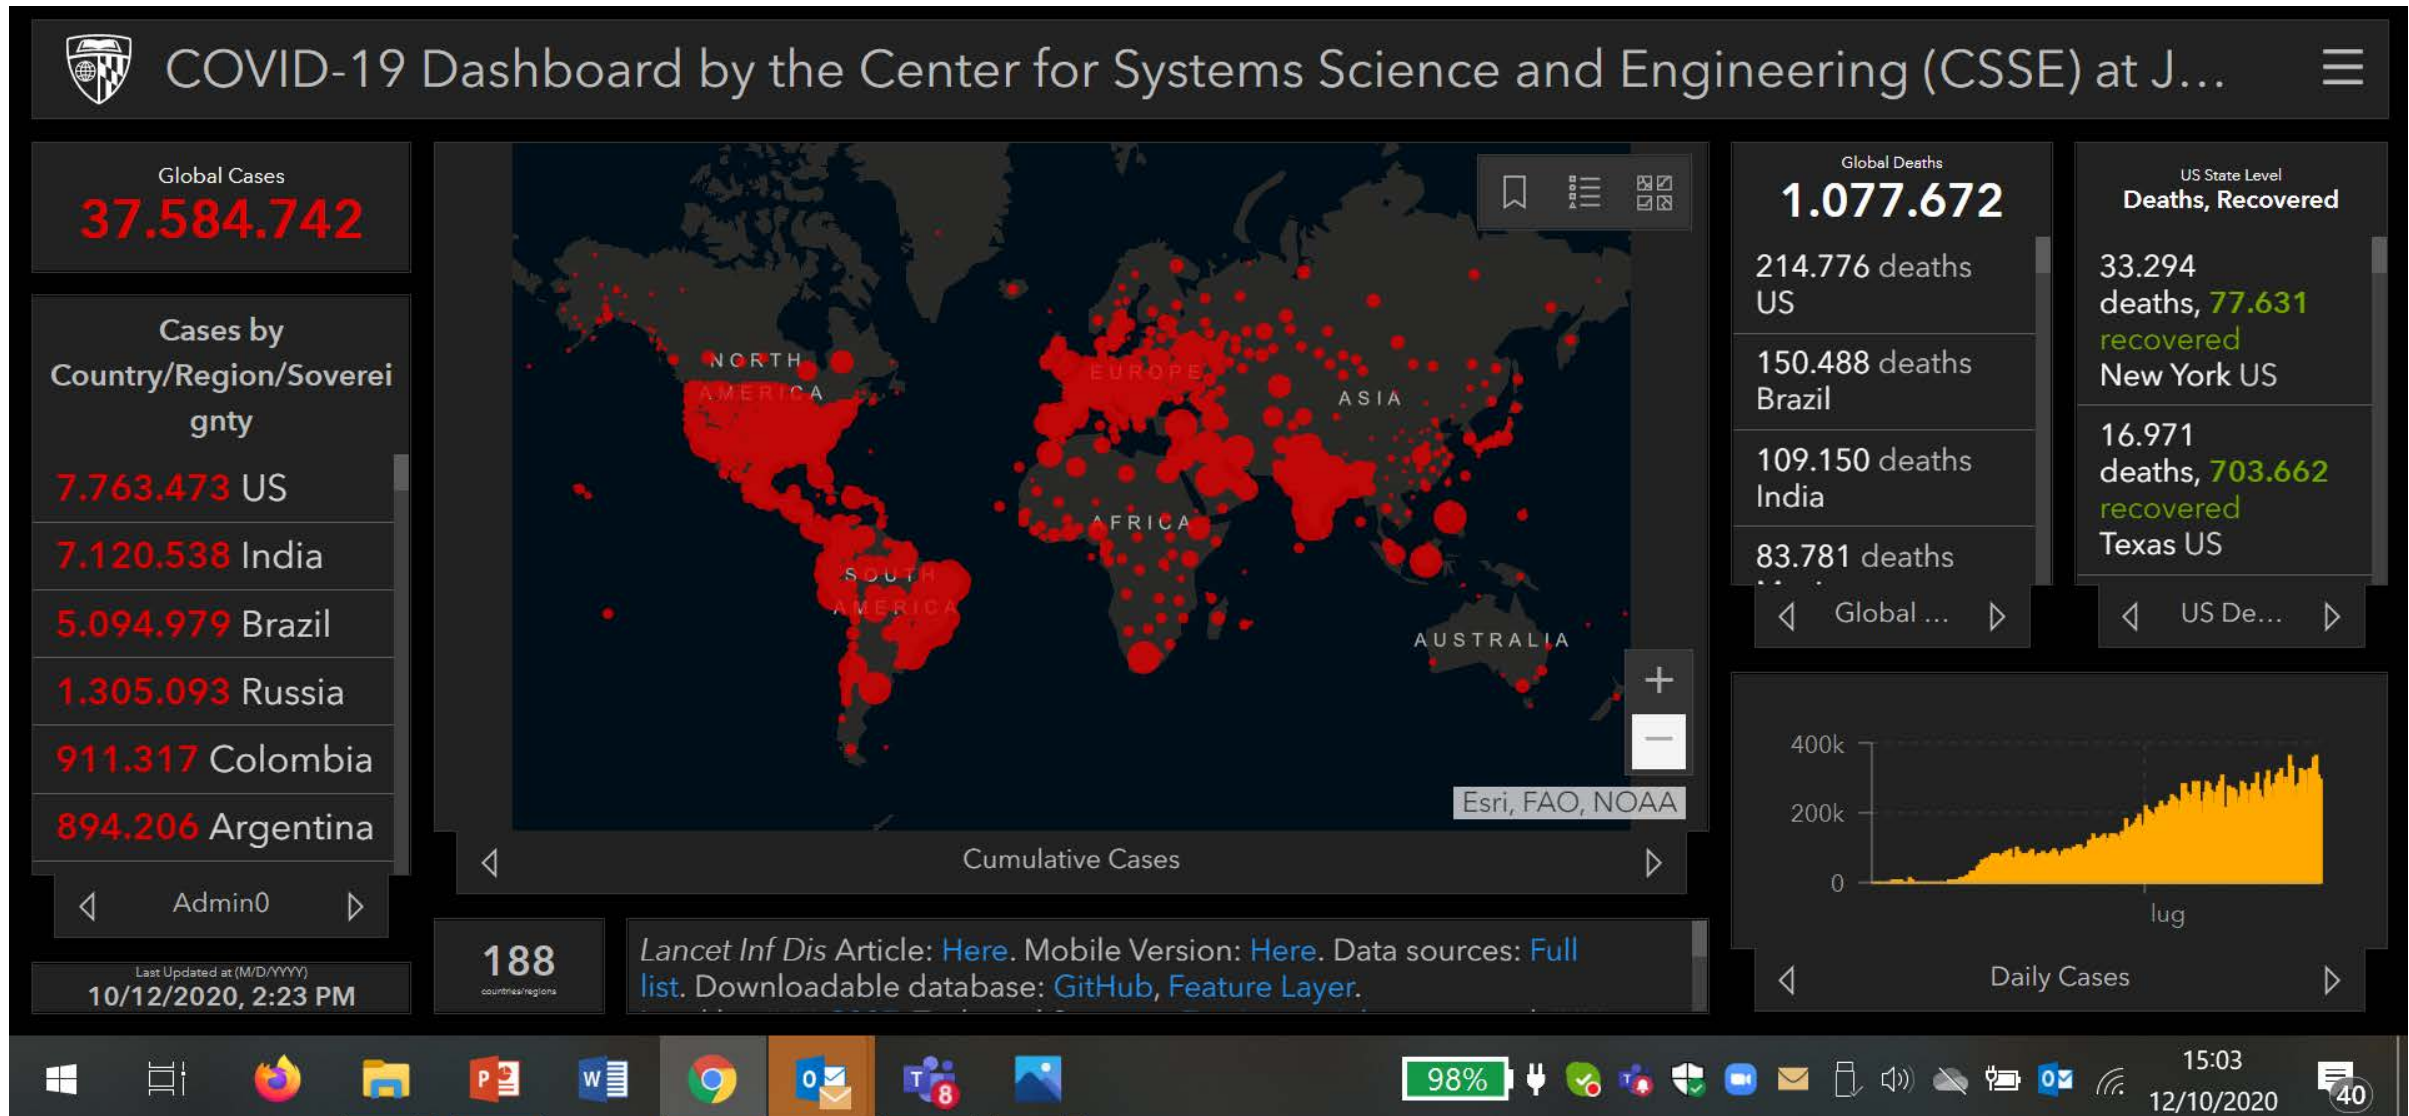 COVID-19 Dashboard by the Center for Systems Science and Engineering (CSSE) at J...
Global Cases
37.584.742
Cases by
Country/Region/Soverei
gnty
7.763.473 US
7.120.538 India
5.094.979 Brazil
1.305.093 Russia
911.317 Colombia
894.206 Argentina
Admin0
Last Updated at (M/D/YYYY)
10/12/2020, 2:23 PM
NORTH
AMERICA
EUROPE
ASIA
AFRICA
SOUTH
AMERICA
AUSTRALIA
+
−
Esri, FAO, NOAA
Cumulative Cases
188
countries/regions
Lancet Inf Dis Article: Here. Mobile Version: Here. Data sources: Full
list. Downloadable database: GitHub, Feature Layer.
Global Deaths
1.077.672
214.776 deaths
US
150.488 deaths
Brazil
109.150 deaths
India
83.781 deaths
Global ...
US State Level
Deaths, Recovered
33.294
deaths, 77.631
recovered
New York US
16.971
deaths, 703.662
recovered
Texas US
US De...
400k
200k
0
lug
Daily Cases
98%
8
15:03
12/10/2020
40